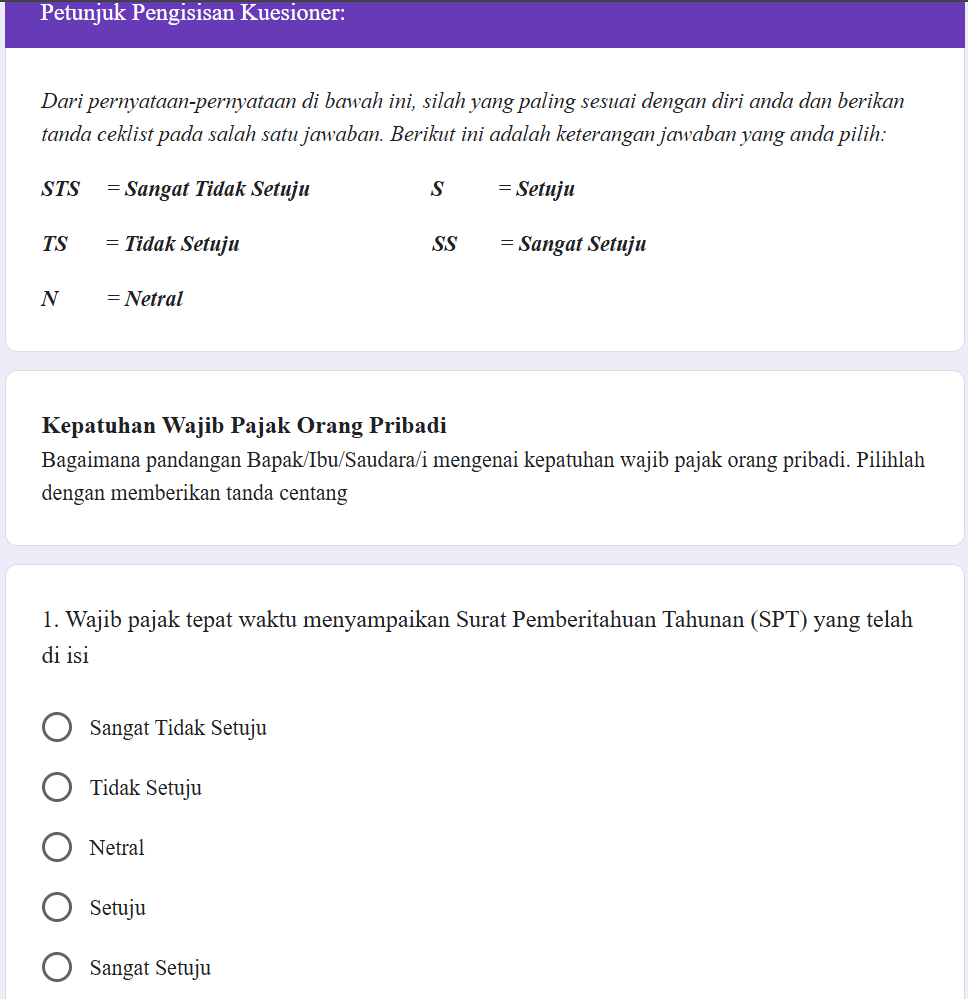 Petunjuk Pengisisan Kuesioner:
Dari pernyataan-pernyataan di bawah ini, silah yang paling sesuai dengan diri anda dan berikan
tanda ceklist pada salah satu jawaban. Berikut ini adalah keterangan jawaban yang anda pilih:
STS = Sangat Tidak Setuju S = Setuju
TS = Tidak Setuju SS = Sangat Setuju
N = Netral
Kepatuhan Wajib Pajak Orang Pribadi
Bagaimana pandangan Bapak/Ibu/Saudara/i mengenai kepatuhan wajib pajak orang pribadi. Pilihlah
dengan memberikan tanda centang
1. Wajib pajak tepat waktu menyampaikan Surat Pemberitahuan Tahunan (SPT) yang telah
di isi
Sangat Tidak Setuju
Tidak Setuju
Netral
Setuju
Sangat Setuju